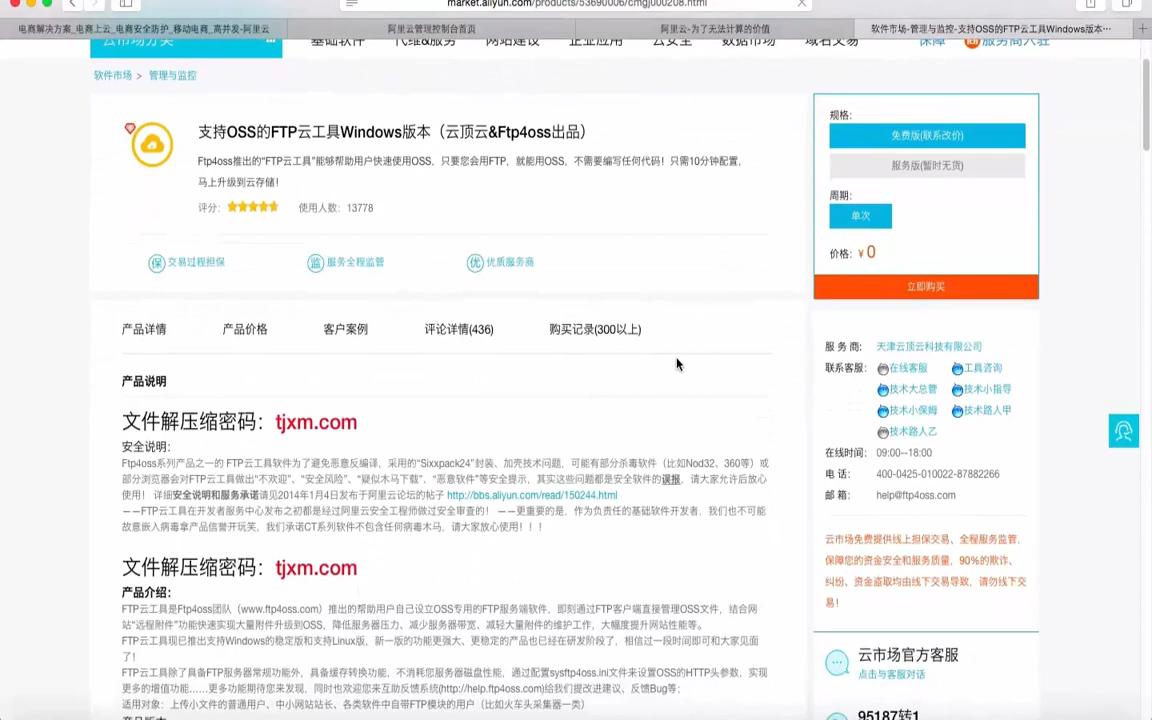 market.aliyun.com/products/53690006/cmgj000208.html
电商解决方案_电商上云_电商安全防护_移动电商_高并发-阿里云
阿里云管理控制台首页
阿里云-为了无法计算的价值
软件市场-管理与监控-支持OSS的FTP云工具Windows版本…
云市场分类
基础软件
代维&服务
网站建设
企业应用
云安全
数据市场
域名交易
保障
服务商入驻
软件市场 > 管理与监控
支持OSS的FTP云工具Windows版本（云顶云&Ftp4oss出品）
Ftp4oss推出的“FTP云工具”能够帮助用户快速使用OSS，只要您会用FTP，就能用OSS，不需要编写任何代码！只需10分钟配置，
马上升级到云存储！
评分：
使用人数：13778
保 交易过程担保
监 服务全程监管
优 优质服务商
规格：
免费版(联系改价)
服务版(暂时无货)
周期：
单次
价格：¥ 0
立即购买
产品详情
产品价格
客户案例
评论详情(436)
购买记录(300以上)
产品说明
文件解压缩密码：tjxm.com
安全说明：
Ftp4oss系列产品之一的 FTP云工具软件为了避免恶意反编译，采用的“Sixxpack24”封装、加壳技术问题，可能有部分杀毒软件（比如Nod32、360等）或
部分浏览器会对FTP云工具做出"不欢迎"、“安全风险”、“疑似木马下载”、“恶意软件”等安全提示，其实这些问题都是安全软件的误报，请大家允许后放心
使用！ 详细安全说明和服务承诺请见2014年1月4日发布于阿里云论坛的帖子 http://bbs.aliyun.com/read/150244.html
——FTP云工具在开发者服务中心发布之初都是经过阿里云安全工程师做过安全审查的！ ——更重要的是，作为负责任的基础软件开发者，我们也不可能
故意嵌入病毒拿产品信誉开玩笑，我们承诺CT系列软件不包含任何病毒木马，请大家放心使用！！！
文件解压缩密码：tjxm.com
产品介绍：
FTP云工具是Ftp4oss团队（www.ftp4oss.com）推出的帮助用户自己设立OSS专用的FTP服务端软件，即刻通过FTP客户端直接管理OSS文件，结合网
站“远程附件”功能快速实现大量附件升级到OSS，降低服务器压力、减少服务器带宽、减轻大量附件的维护工作，大幅度提升网站性能等。
FTP云工具现已推出支持Windows的稳定版和支持Linux版，新一版的功能更强大、更稳定的产品也已经在研发阶段了，相信过一段时间即可和大家见面
了！
FTP云工具除了具备FTP服务器常规功能外，具备缓存转换功能，不消耗您服务器磁盘性能，通过配置sysftp4oss.ini文件来设置OSS的HTTP头参数，实现
更多的增值功能……更多功能期待您来发现，同时也欢迎您来互助反馈系统(http://help.ftp4oss.com)给我们提改进建议、反馈Bug等；
适用对象：上传小文件的普通用户、中小网站站长、各类软件中自带FTP模块的用户（比如火车头采集器一类）
服 务 商：天津云顶云科技有限公司
联系客服：在线客服 工具咨询
技术大总管 技术小指导
技术小保姆 技术路人甲
技术路人乙
在线时间：09:00--18:00
电 话：400-0425-010022-87882266
邮 箱：help@ftp4oss.com
云市场免费提供线上担保交易、全程服务监管，
保障您的资金安全和服务质量，90%的欺诈、
纠纷、资金盗取均由线下交易导致，请勿线下交
易！
云市场官方客服
点击与客服对话
95187转1